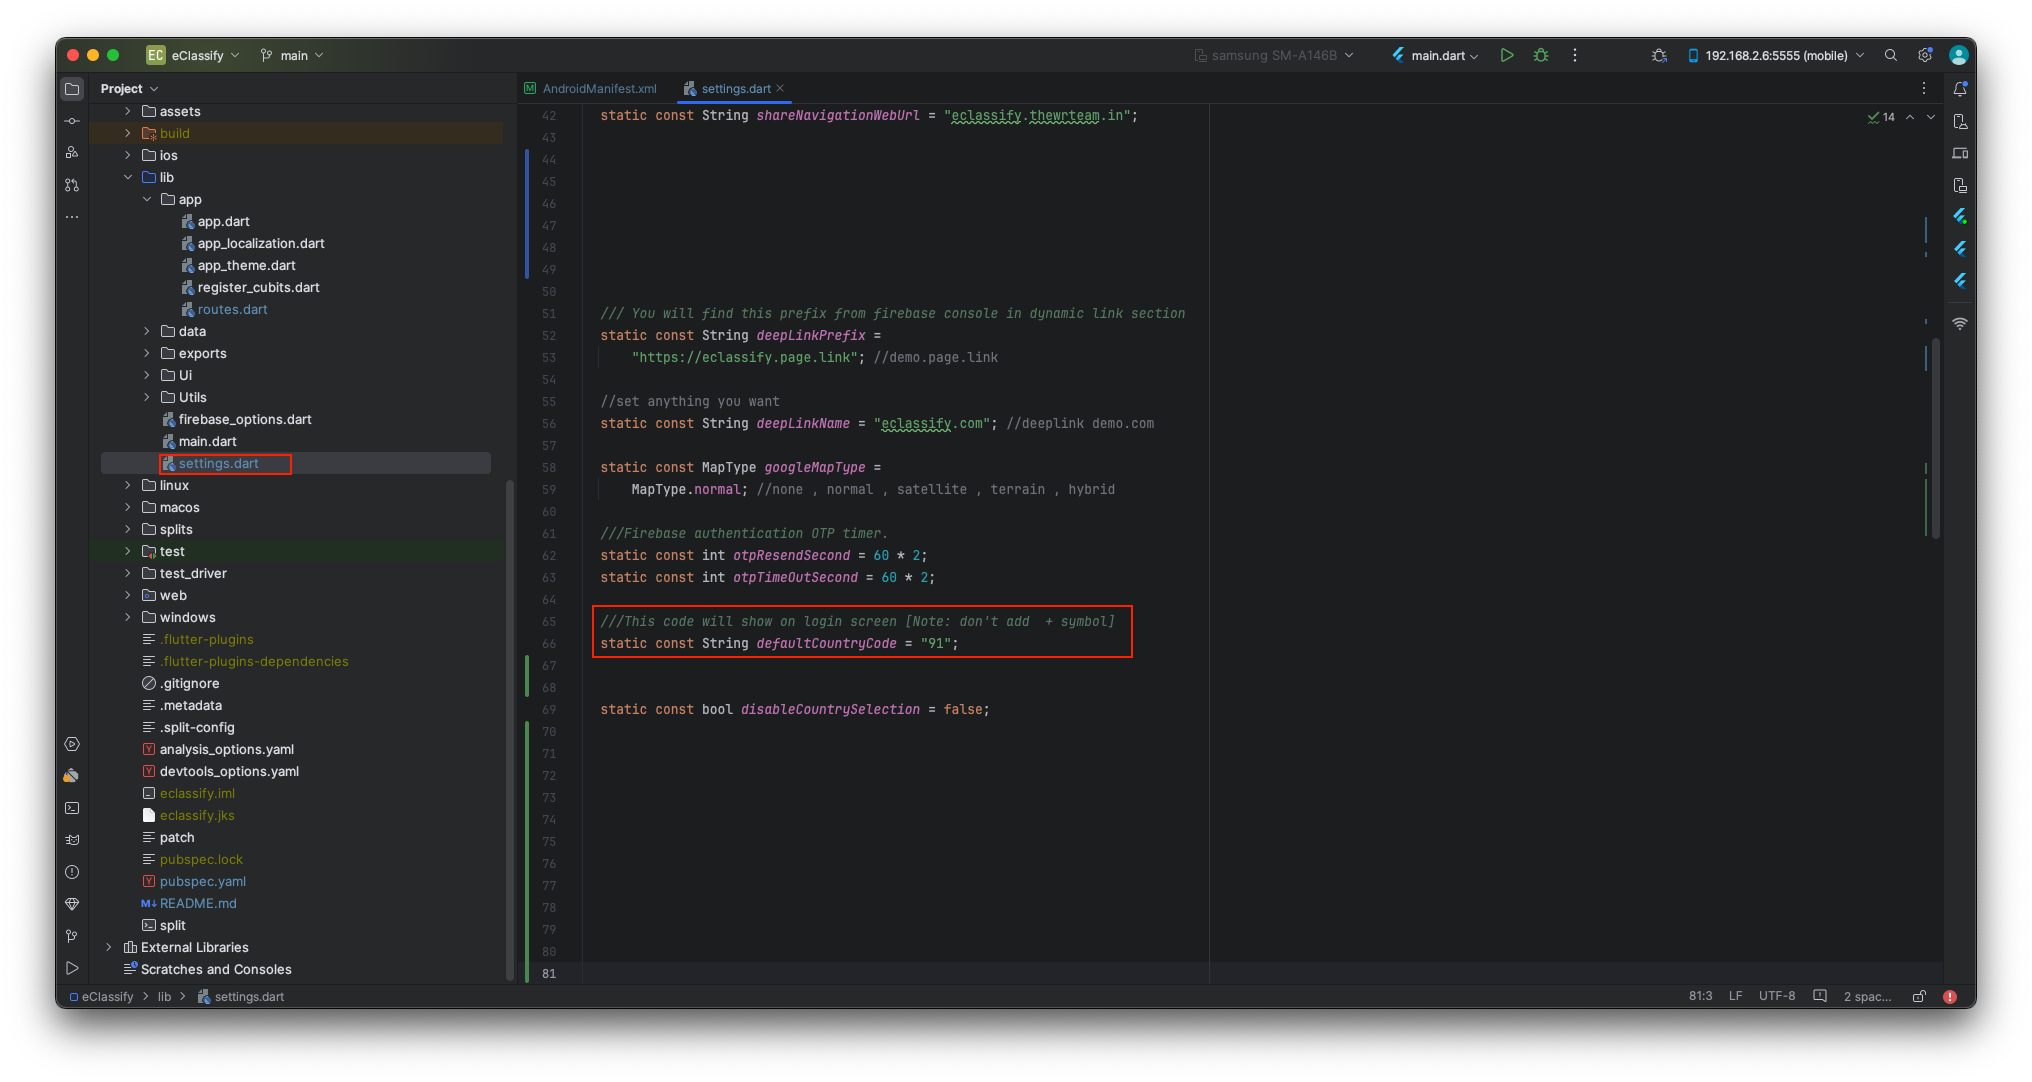 EC eClassify main samsung SM-A146B main.dart 192.168.2.6:5555 (mobile)
Project
AndroidManifest.xml settings.dart
assets
build
ios
lib
app
app.dart
app_localization.dart
app_theme.dart
register_cubits.dart
routes.dart
data
exports
Ui
Utils
firebase_options.dart
main.dart
settings.dart
linux
macos
splits
test
test_driver
web
windows
.flutter-plugins
.flutter-plugins-dependencies
.gitignore
.metadata
.split-config
analysis_options.yaml
devtools_options.yaml
eclassify.iml
eclassify.jks
patch
pubspec.lock
pubspec.yaml
README.md
split
External Libraries
Scratches and Consoles
42 static const String shareNavigationWebUrl = "eclassify.thewrteam.in"; 14
43
44
45
46
47
48
49
50
51 /// You will find this prefix from firebase console in dynamic link section
52 static const String deepLinkPrefix =
53 "https://eclassify.page.link"; //demo.page.link
54
55 //set anything you want
56 static const String deepLinkName = "eclassify.com"; //deeplink demo.com
57
58 static const MapType googleMapType =
59 MapType.normal; //none , normal , satellite , terrain , hybrid
60
61 ///Firebase authentication OTP timer.
62 static const int otpResendSecond = 60 * 2;
63 static const int otpTimeOutSecond = 60 * 2;
64
65 ///This code will show on login screen [Note: don't add  + symbol]
66 static const String defaultCountryCode = "91";
67
68
69 static const bool disableCountrySelection = false;
70
71
72
73
74
75
76
77
78
79
80
81
eClassify > lib > settings.dart 81:3 LF UTF-8 2 spac...